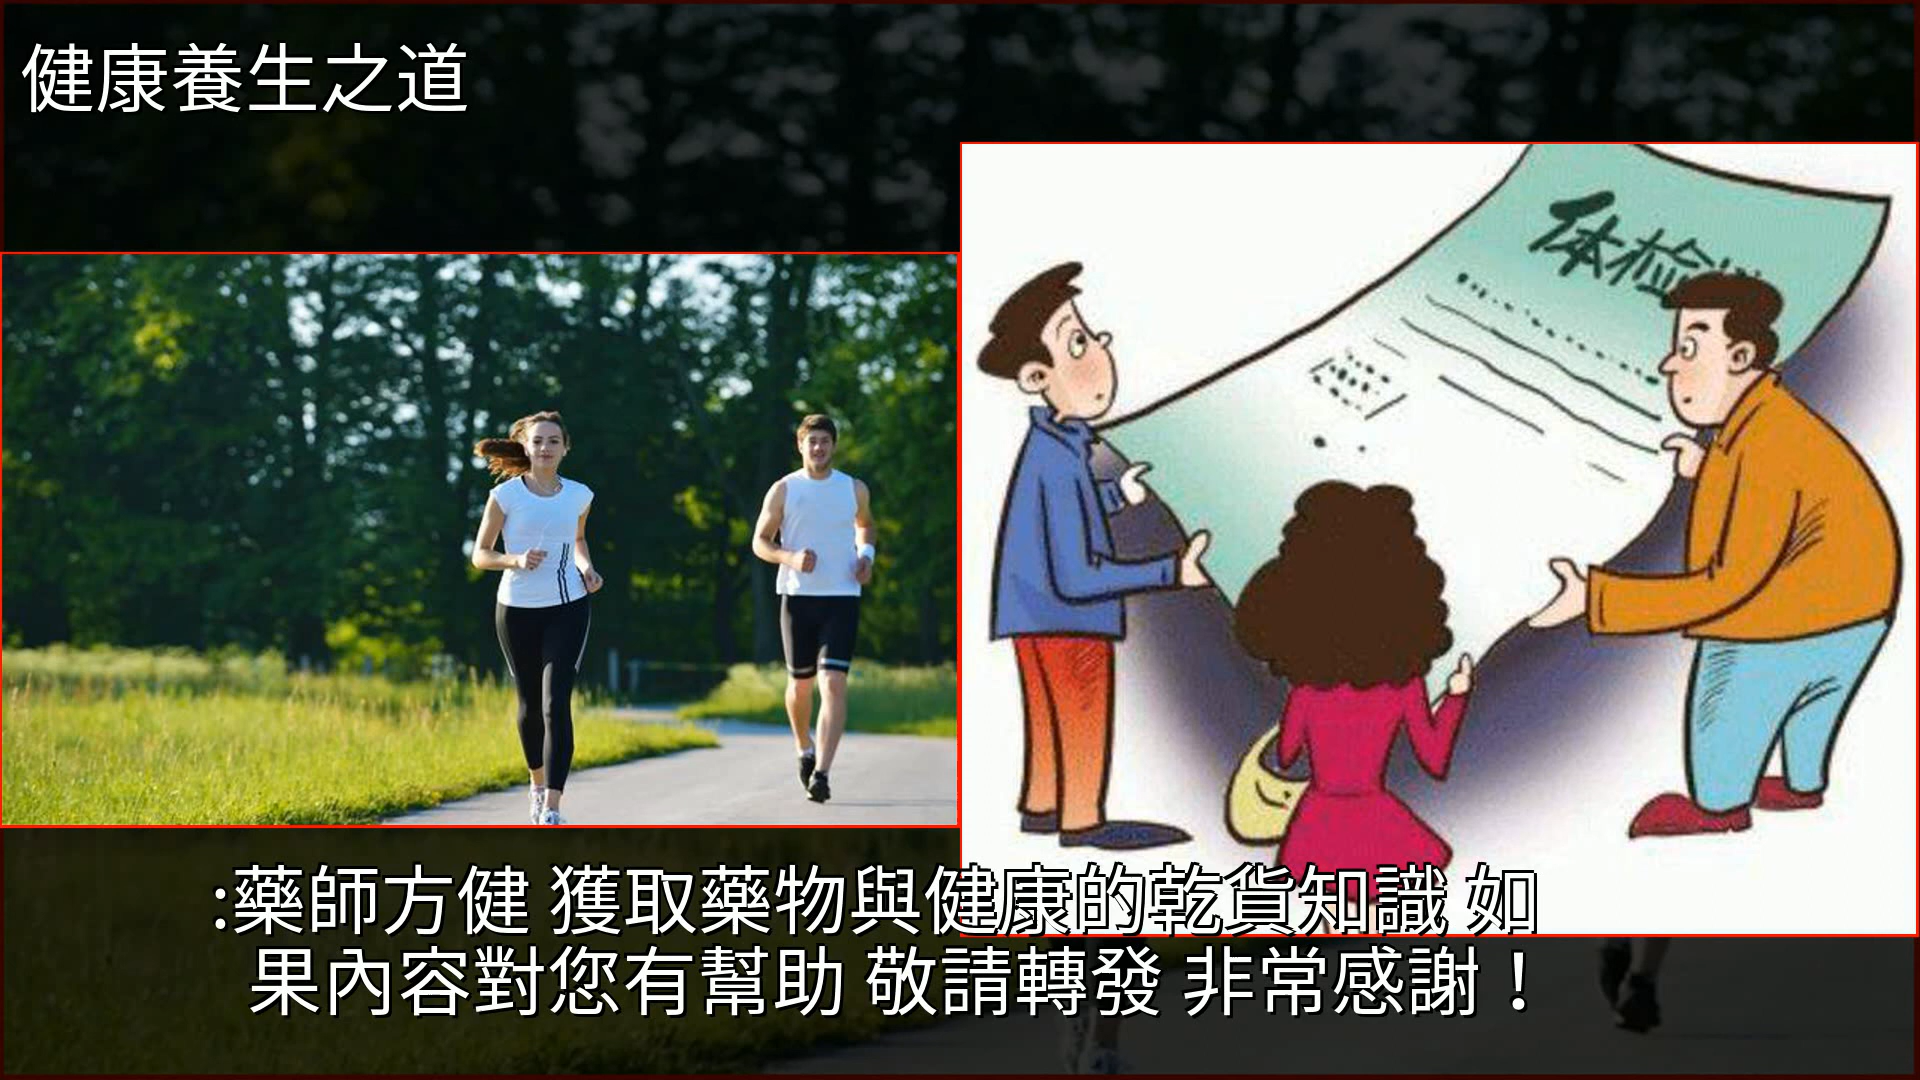 健康養生之道
体检
:藥師方健 獲取藥物與健康的乾貨知識 如
果內容對您有幫助 敬請轉發 非常感謝！